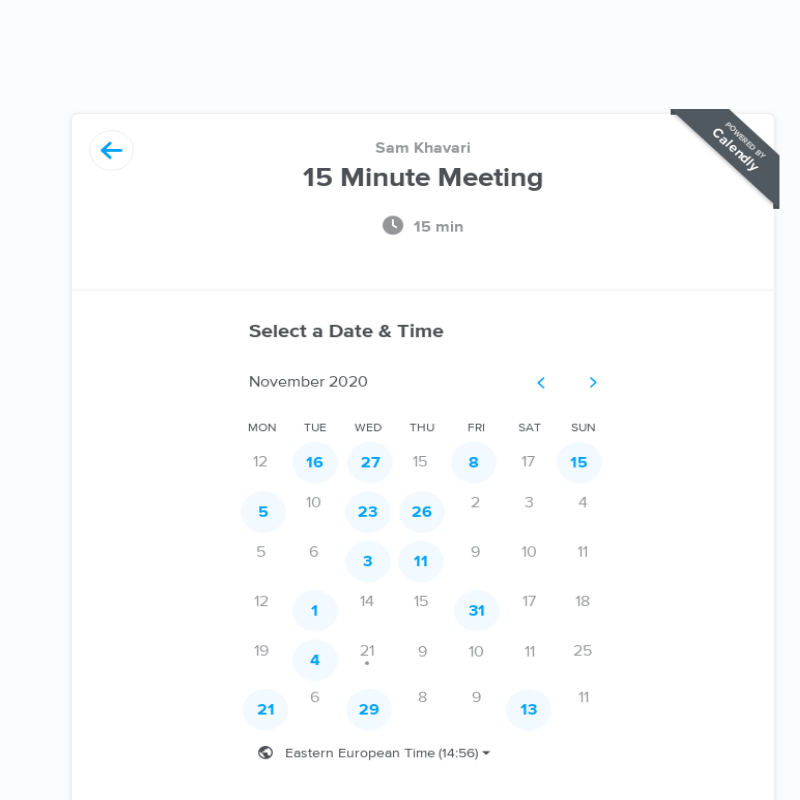 POWERED BY
Calendly
Sam Khavari
15 Minute Meeting
15 min
Select a Date & Time
November 2020
MON TUE WED THU FRI SAT SUN
12 16 27 15 8 17 15
5 10 23 26 2 3 4
5 6 3 11 9 10 11
12 1 14 15 31 17 18
19 4 21 9 10 11 25
21 6 29 8 9 13 11
Eastern European Time (14:56)